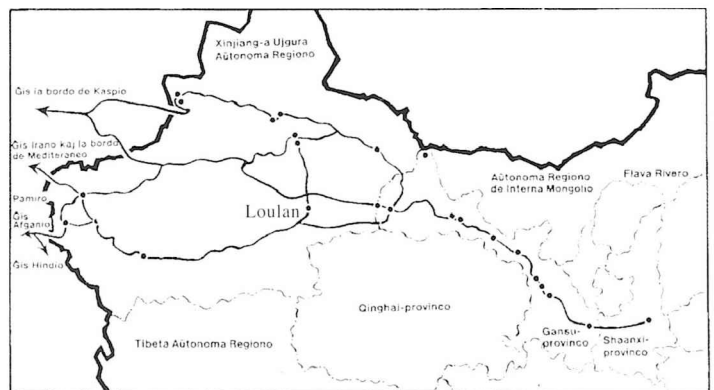 Xinjiang-a Ujgura
Aŭtonoma Regiono
Ĝis la bordo de Kaspio
Ĝis Irano kaj la bordo
de Mediteraneo
Aŭtonoma Regiono
de Interna Mongolio
Flava Rivero
Pamiro
Ĝis
Afganio
Loulan
Ĝis Hindio
Qinghai-provinco
Tibeta Aŭtonoma Regiono
Gansu-
provinco
Shaanxi-
provinco